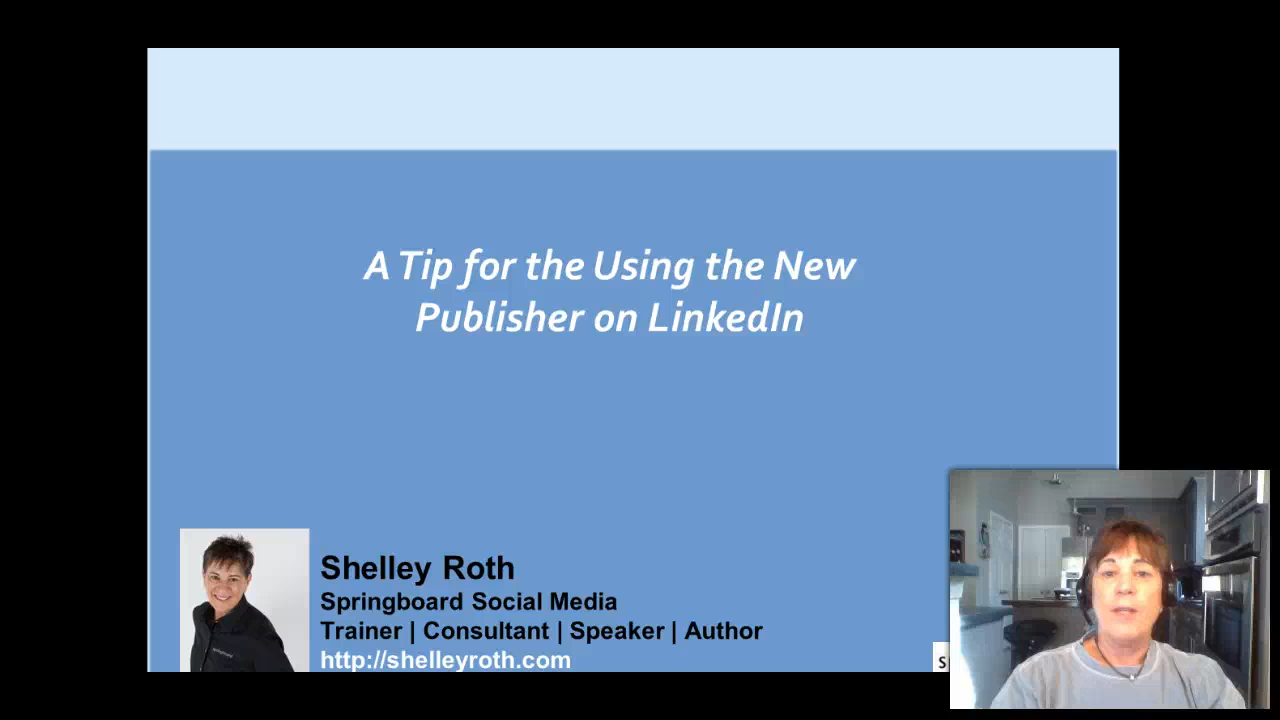 A Tip for the Using the New
Publisher on LinkedIn
Shelley Roth
Springboard Social Media
Trainer | Consultant | Speaker | Author
http://shelleyroth.com